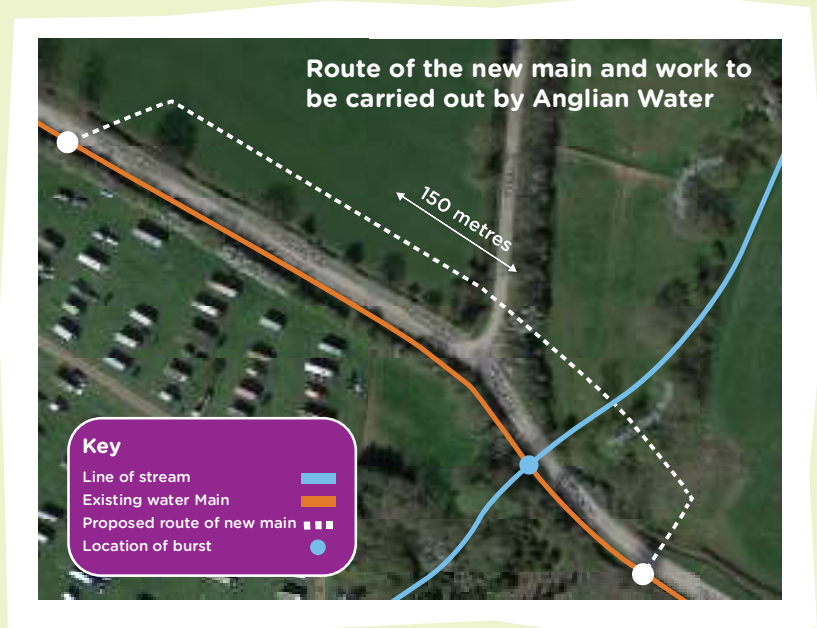 Route of the new main and work to
be carried out by Anglian Water
150 metres
Key
Line of stream
Existing water Main
Proposed route of new main
Location of burst